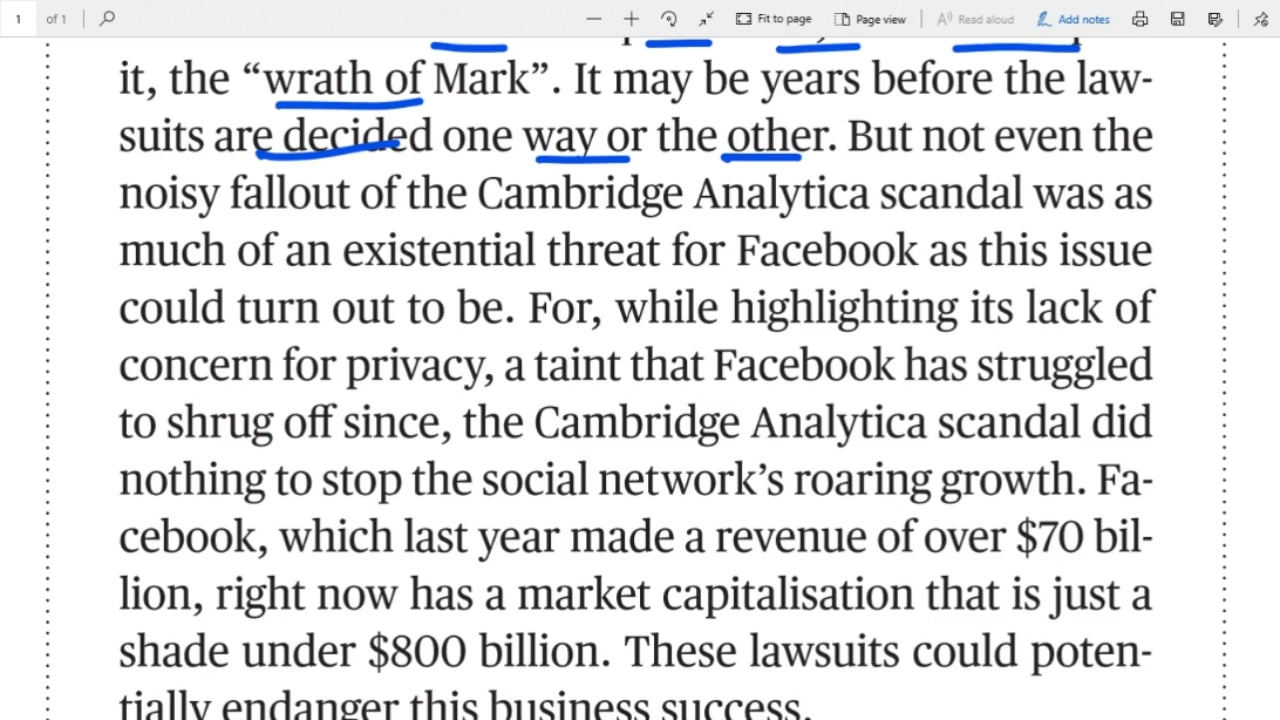 1 of 1 Fit to page Page view Read aloud Add notes
it, the “wrath of Mark”. It may be years before the law-
suits are decided one way or the other. But not even the
noisy fallout of the Cambridge Analytica scandal was as
much of an existential threat for Facebook as this issue
could turn out to be. For, while highlighting its lack of
concern for privacy, a taint that Facebook has struggled
to shrug off since, the Cambridge Analytica scandal did
nothing to stop the social network’s roaring growth. Fa-
cebook, which last year made a revenue of over $70 bil-
lion, right now has a market capitalisation that is just a
shade under $800 billion. These lawsuits could poten-
tially endanger this business success.